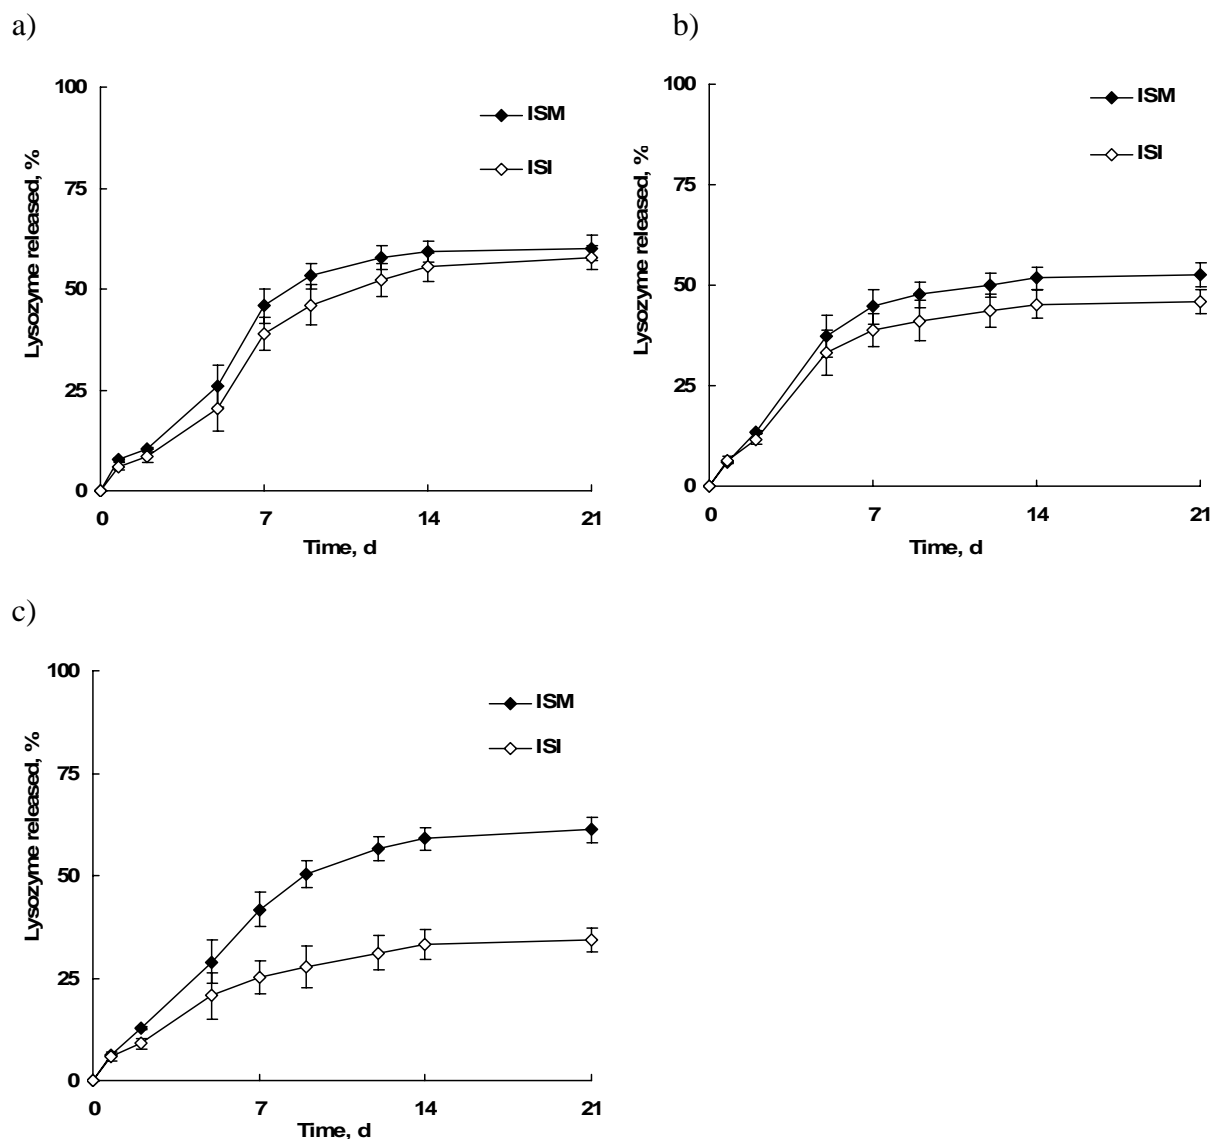 a)
100
75
50
25
0
Lysozyme released, %
ISM
ISI
0 7 14 21
Time, d
b)
100
75
50
25
0
Lysozyme released, %
ISM
ISI
0 7 14 21
Time, d
c)
100
75
50
25
0
Lysozyme released, %
ISM
ISI
0 7 14 21
Time, d